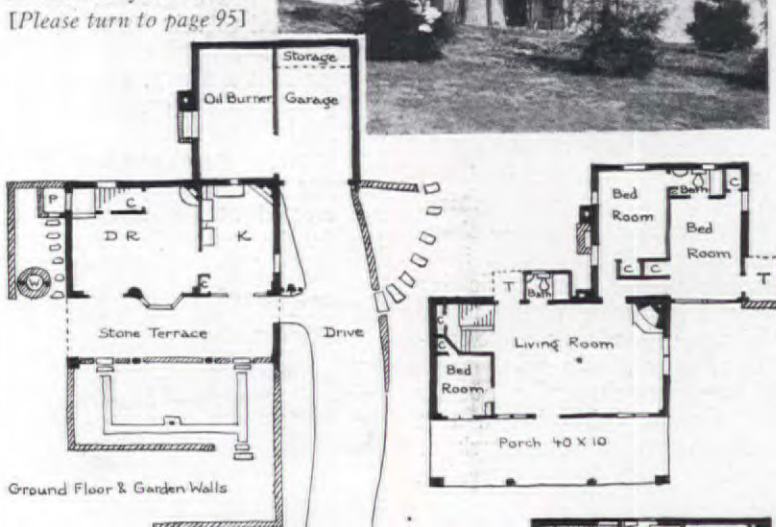 [Please turn to page 95]
Storage
Oil Burner
Garage
P
C
D R
K
C
W
Stone Terrace
Drive
Ground Floor & Garden Walls
Bed
Room
Bath
C
Bed
Room
C
C
T
T
Bath
C
C
Living Room
Bed
Room
Porch 40 X 10